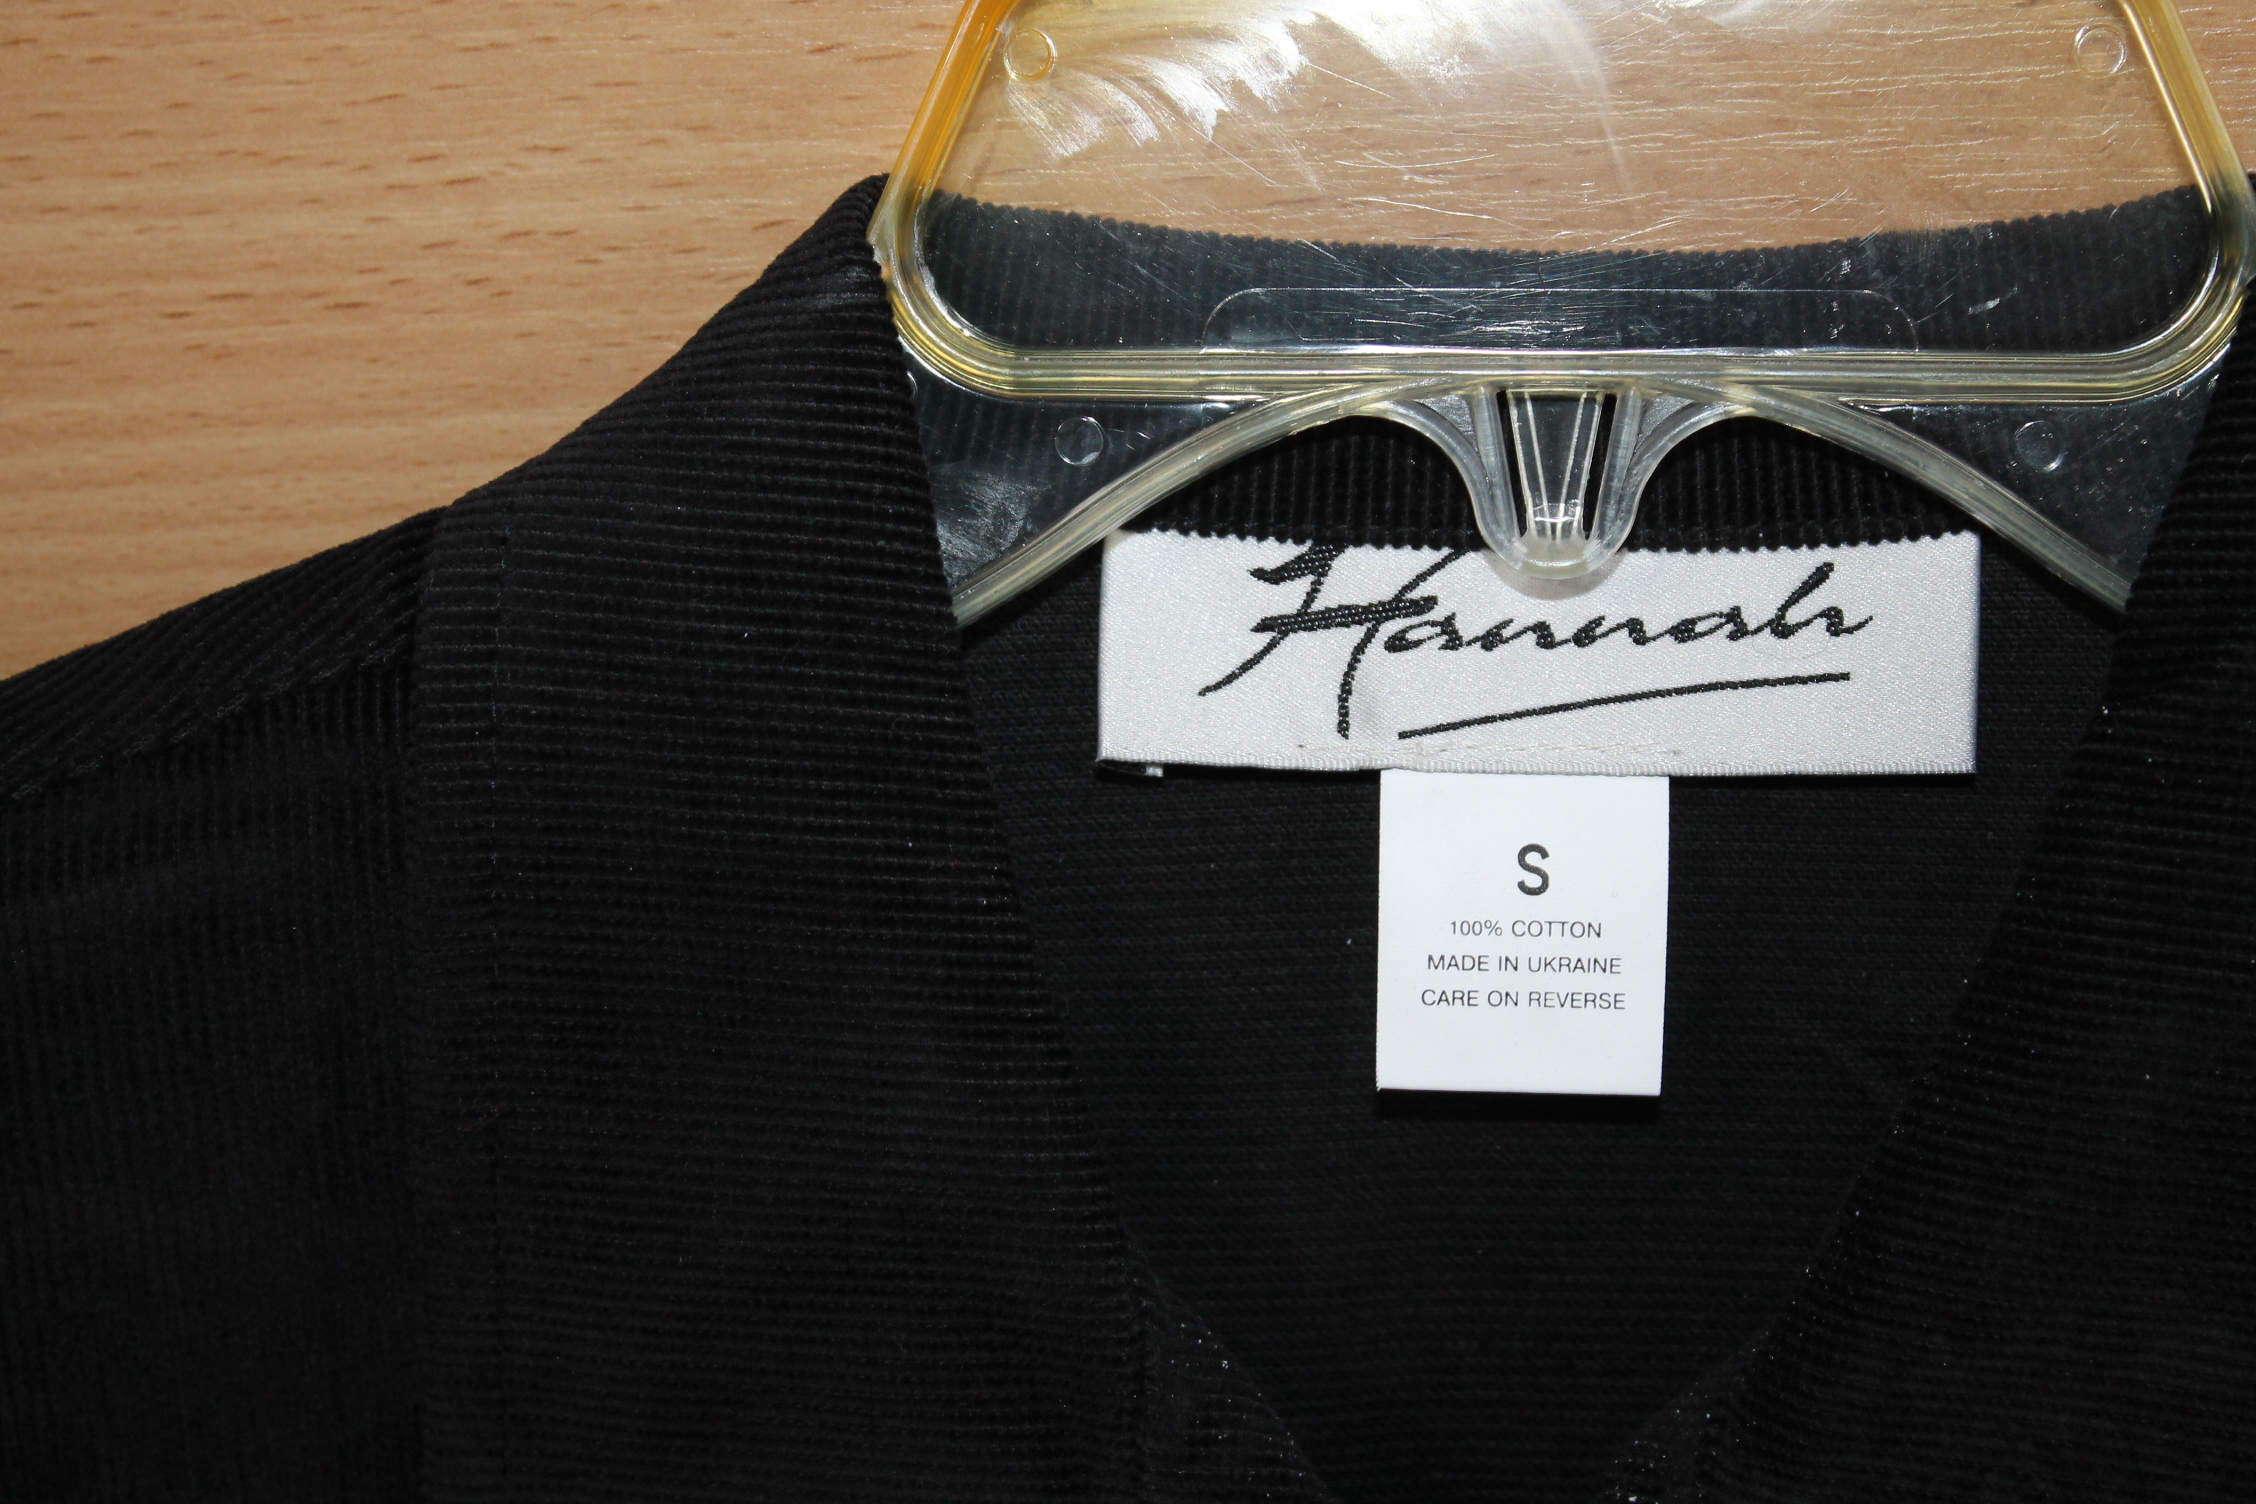 Hannah
S
100% COTTON
MADE IN UKRAINE
CARE ON REVERSE